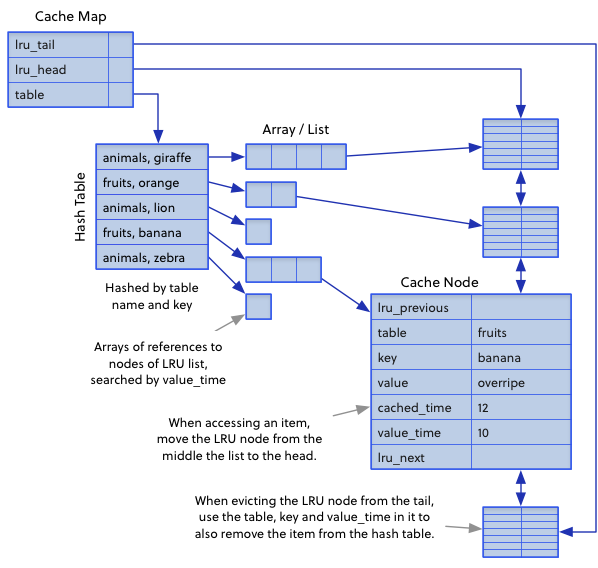 Cache Map
lru_tail
lru_head
table
Array / List
Hash Table
animals, giraffe
fruits, orange
animals, lion
fruits, banana
animals, zebra
Hashed by table
name and key
Arrays of references to
nodes of LRU list,
searched by value_time
Cache Node
lru_previous
table fruits
key banana
value overripe
cached_time 12
value_time 10
lru_next
When accessing an item,
move the LRU node from the
middle the list to the head.
When evicting the LRU node from the tail,
use the table, key and value_time in it to
also remove the item from the hash table.